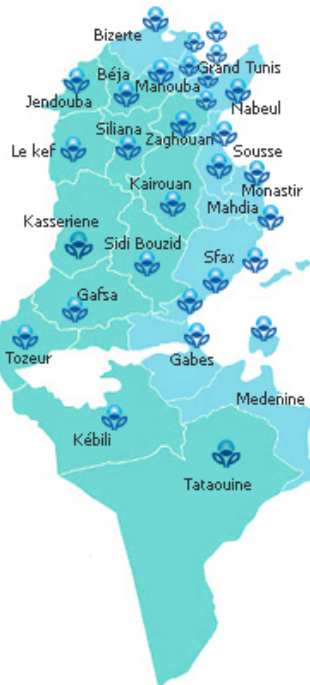 Bizerte
Grand Tunis
Béja
Manouba
Jendouba
Nabeul
Siliana
Zaghouan
Le kef
Sousse
Kairouan
Monastir
Mahdia
Kasseriene
Sidi Bouzid
Sfax
Gafsa
Tozeur
Gabes
Medenine
Kébili
Tataouine